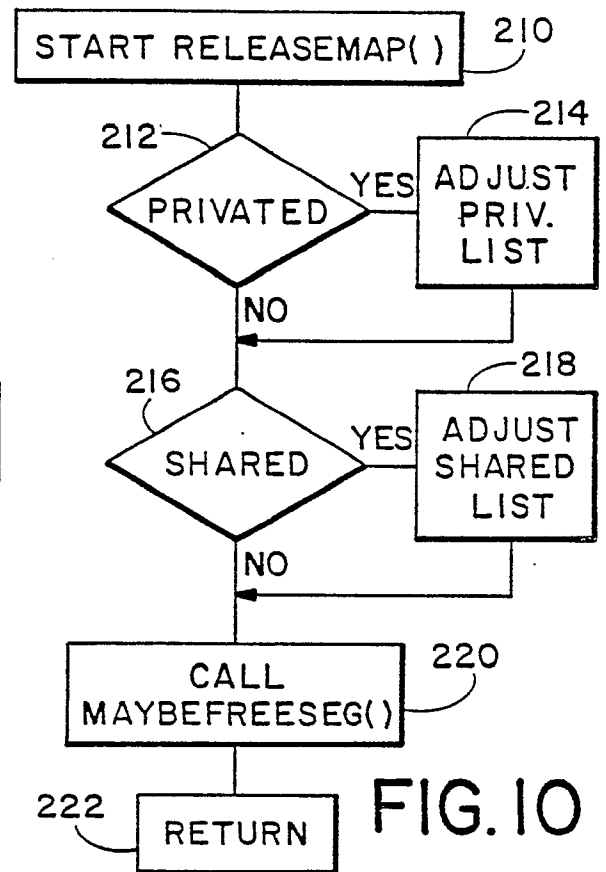 START RELEASEMAP( )
210
212
214
PRIVATED
YES
ADJUST
PRIV.
LIST
NO
216
218
SHARED
YES
ADJUST
SHARED
LIST
NO
CALL
MAYBEFREESEG( )
220
222
RETURN
FIG. 10